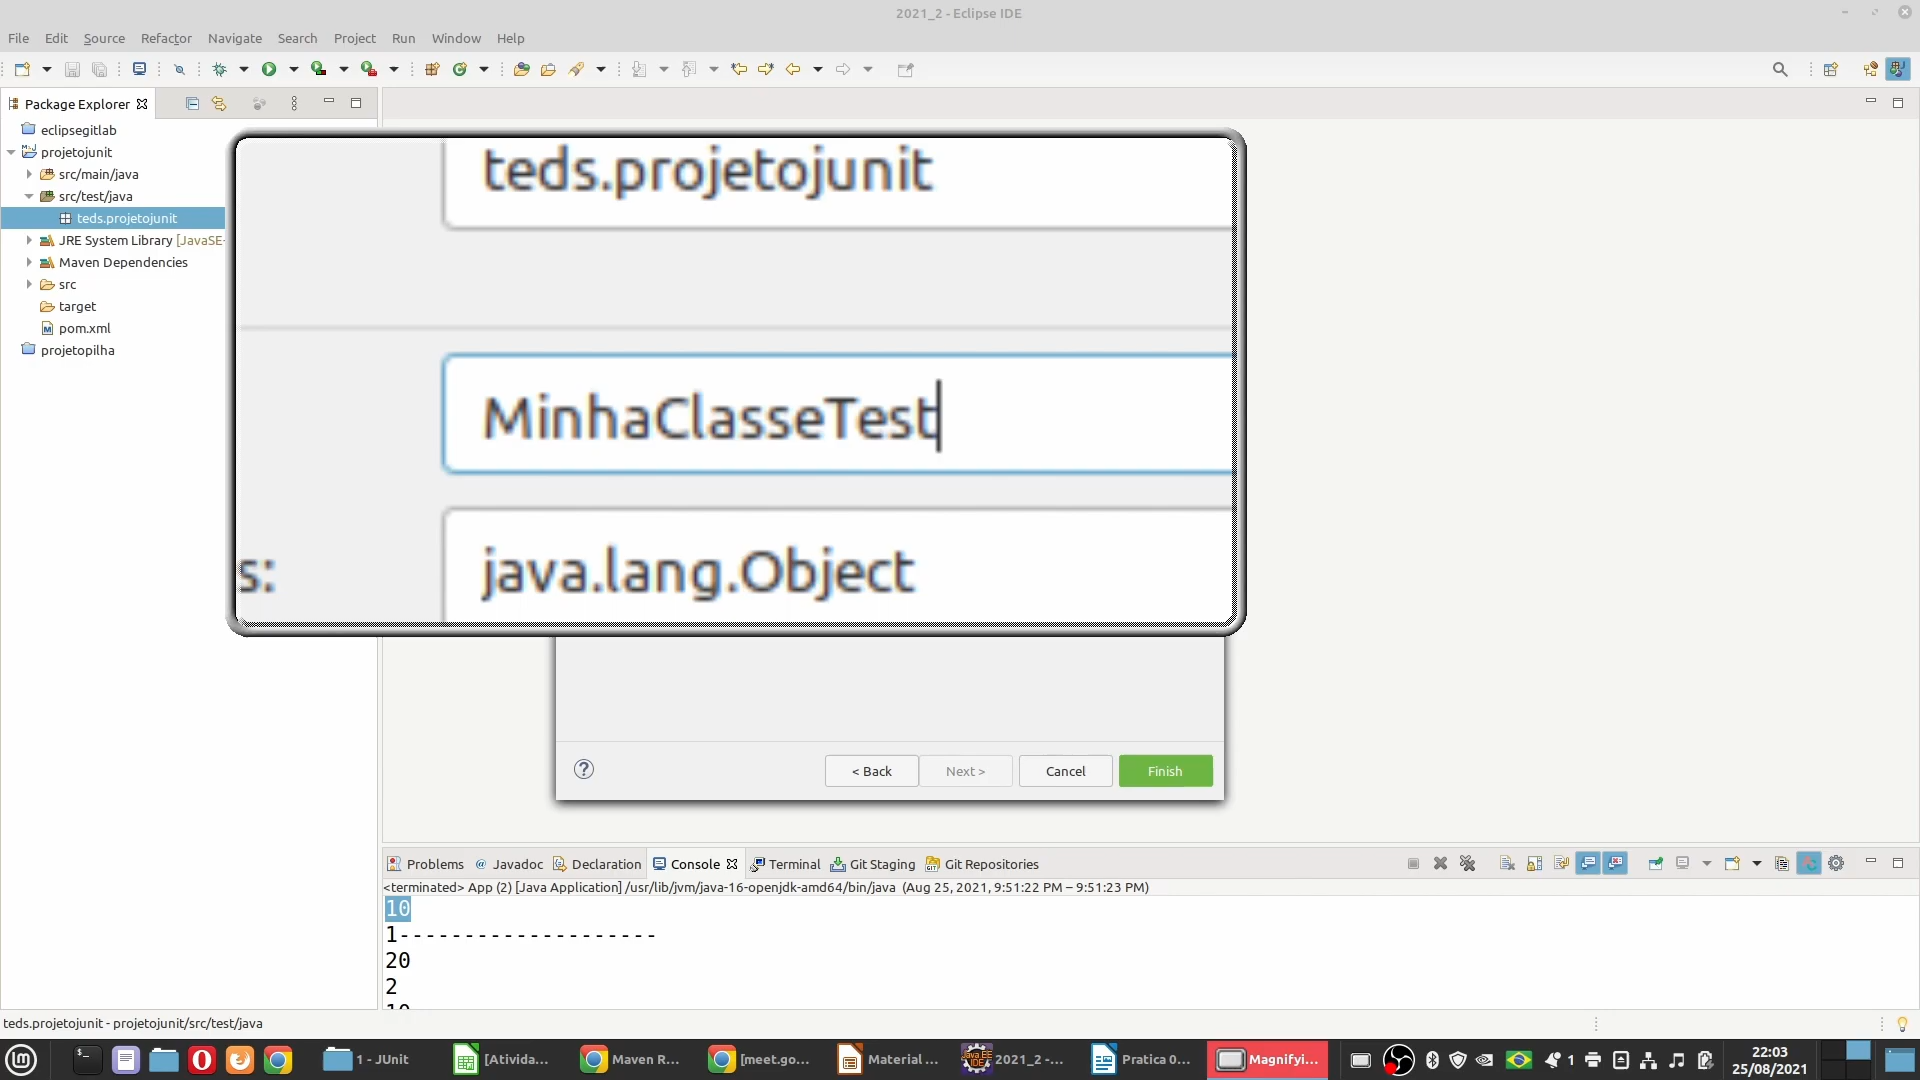 2021_2 - Eclipse IDE
File Edit Source Refactor Navigate Search Project Run Window Help
Package Explorer
eclipsegitlab
projetojunit
src/main/java
src/test/java
teds.projetojunit
JRE System Library [JavaSE-
Maven Dependencies
src
target
pom.xml
projetopilha
teds.projetojunit
MinhaClasseTest
s: java.lang.Object
< Back Next > Cancel Finish
Problems Javadoc Declaration Console Terminal Git Staging Git Repositories
<terminated> App (2) [Java Application] /usr/lib/jvm/java-16-openjdk-amd64/bin/java (Aug 25, 2021, 9:51:22 PM – 9:51:23 PM)
10
1--------------------
20
2
10
teds.projetojunit - projetojunit/src/test/java
1 - JUnit [Ativida... Maven R... [meet.go... Material ... 2021_2 -... Pratica 0... Magnifyi... 1 22:03
25/08/2021